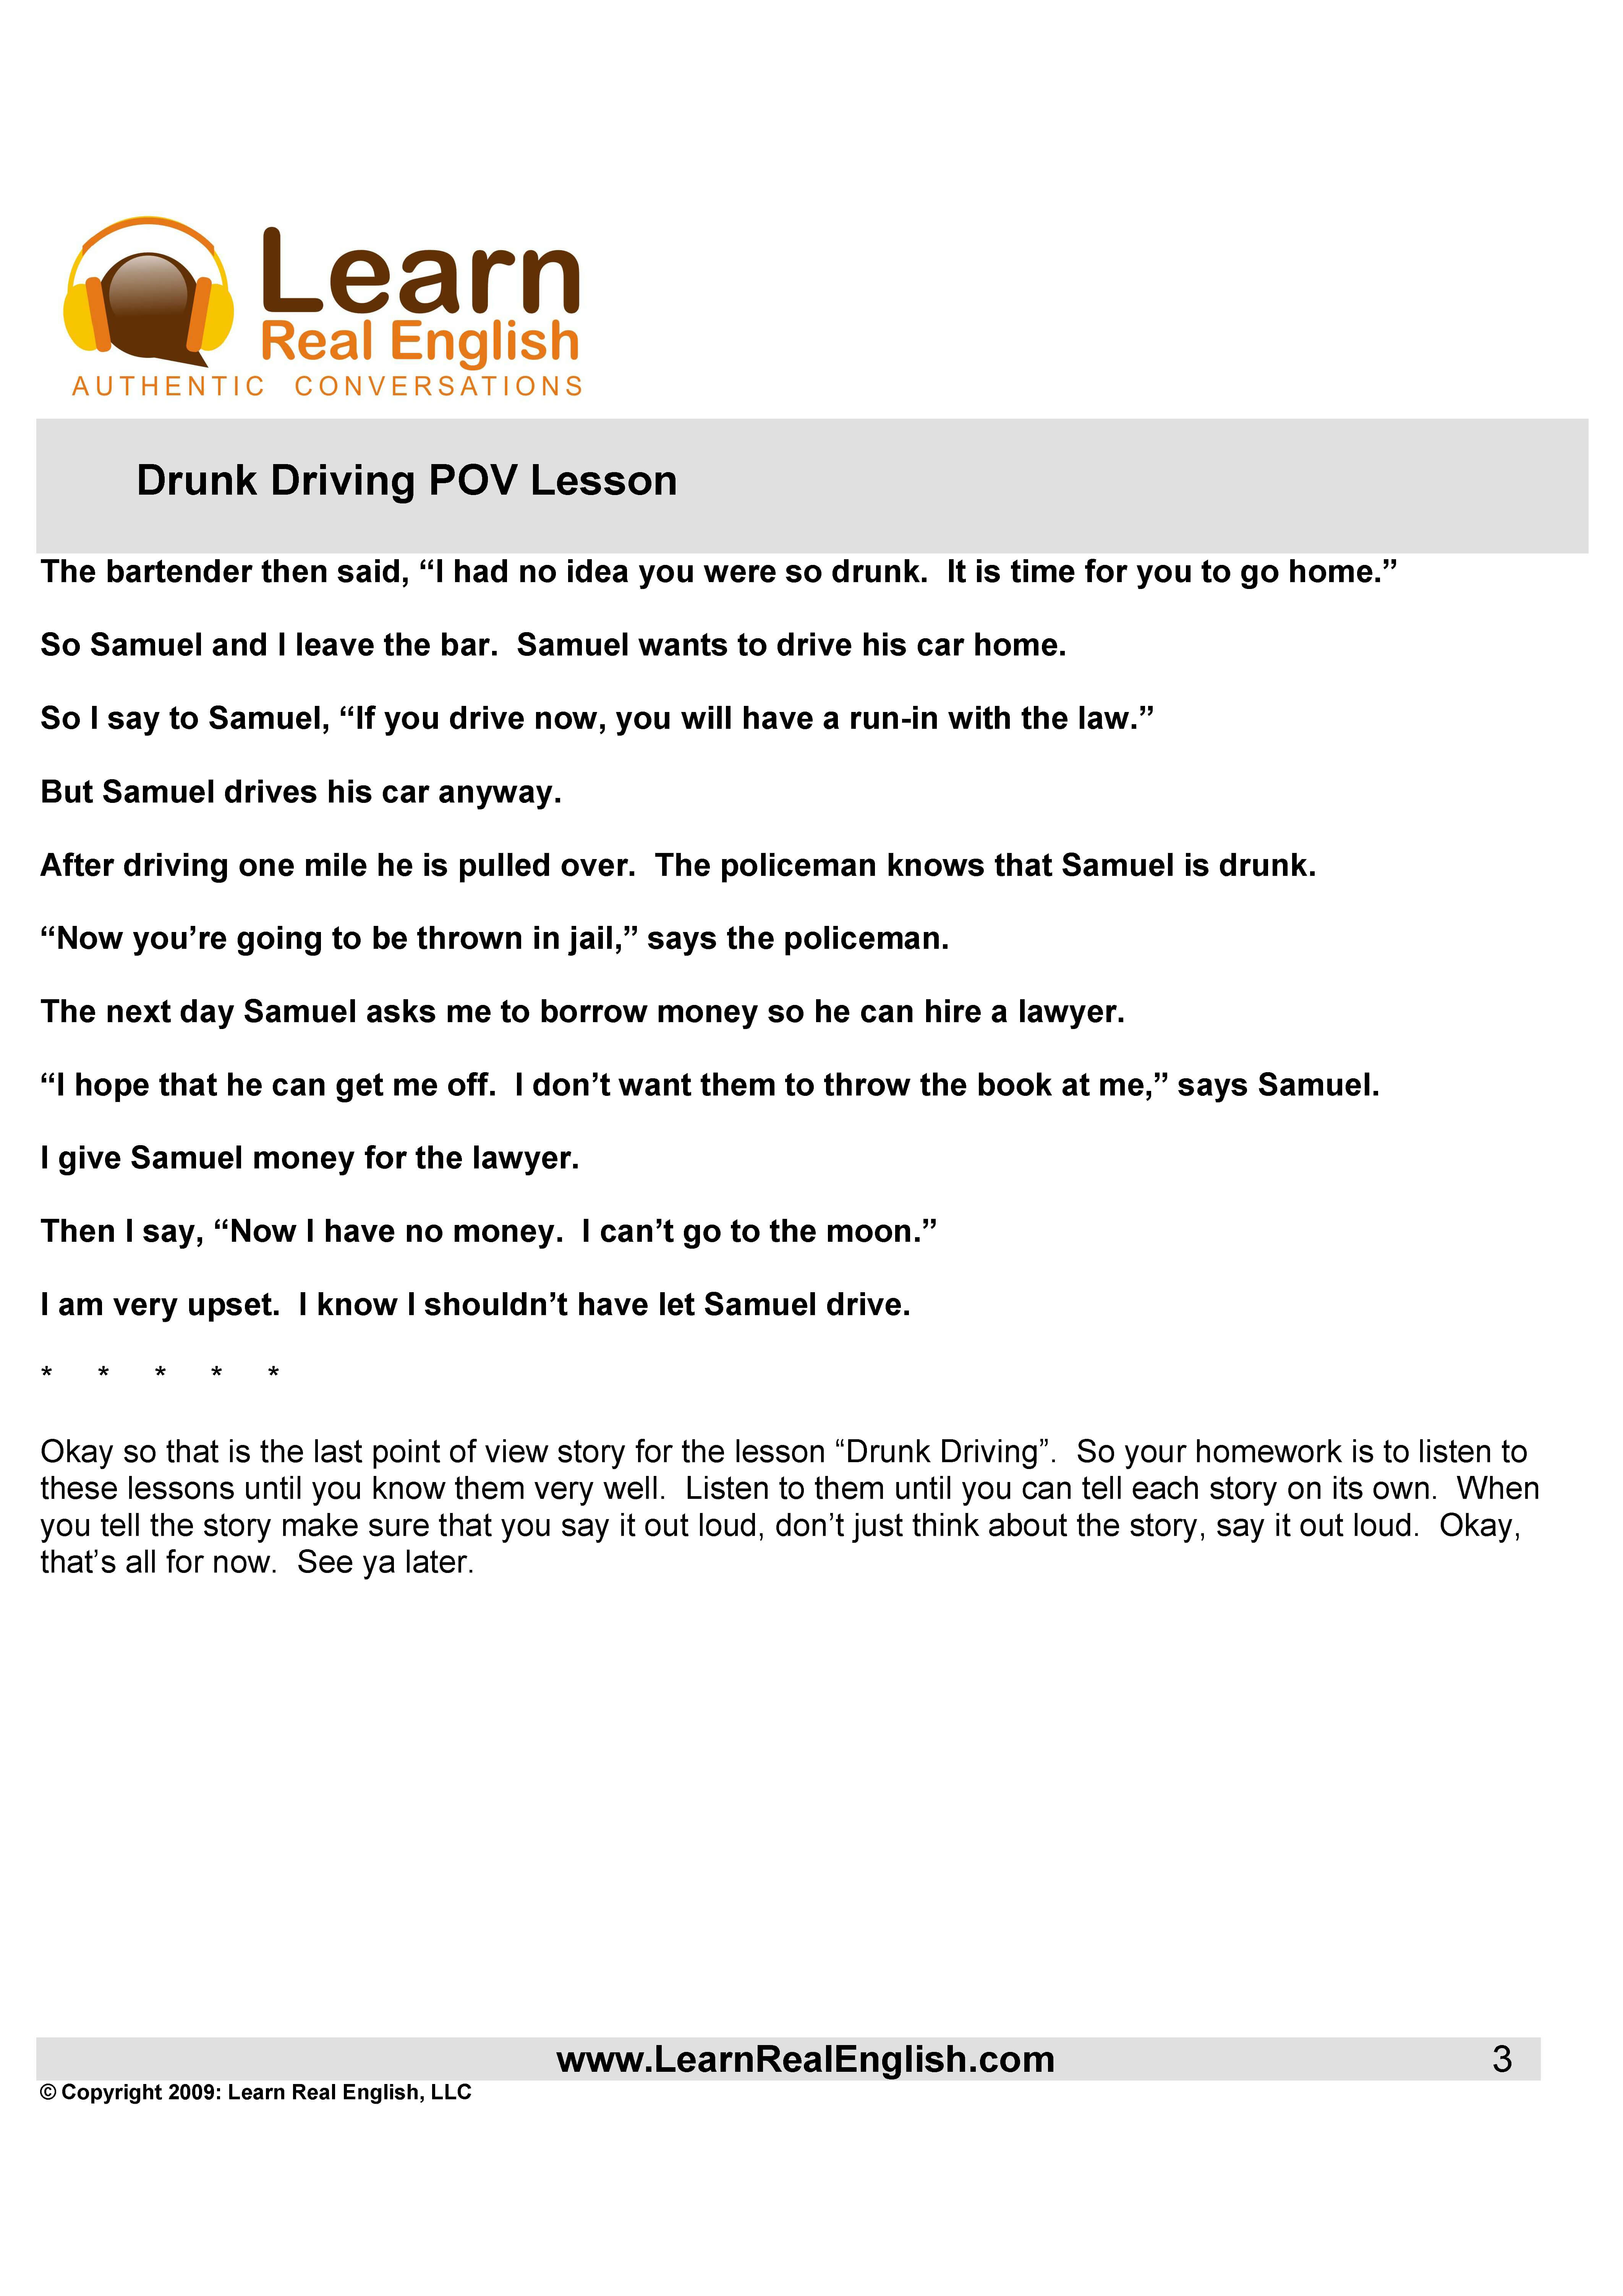 Learn
Real English
AUTHENTIC CONVERSATIONS
Drunk Driving POV Lesson
The bartender then said, “I had no idea you were so drunk.  It is time for you to go home.”
So Samuel and I leave the bar.  Samuel wants to drive his car home.
So I say to Samuel, “If you drive now, you will have a run-in with the law.”
But Samuel drives his car anyway.
After driving one mile he is pulled over.  The policeman knows that Samuel is drunk.
“Now you’re going to be thrown in jail,” says the policeman.
The next day Samuel asks me to borrow money so he can hire a lawyer.
“I hope that he can get me off.  I don’t want them to throw the book at me,” says Samuel.
I give Samuel money for the lawyer.
Then I say, “Now I have no money.  I can’t go to the moon.”
I am very upset.  I know I shouldn’t have let Samuel drive.
* * * * *
Okay so that is the last point of view story for the lesson “Drunk Driving”.  So your homework is to listen to
these lessons until you know them very well.  Listen to them until you can tell each story on its own.  When
you tell the story make sure that you say it out loud, don’t just think about the story, say it out loud.  Okay,
that’s all for now.  See ya later.
www.LearnRealEnglish.com 3
© Copyright 2009: Learn Real English, LLC